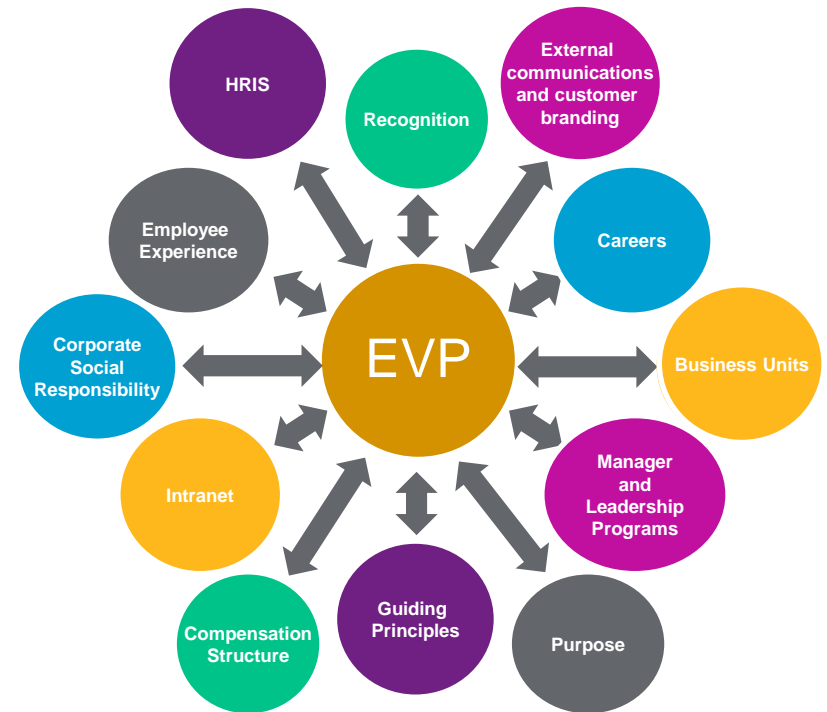 HRIS
Recognition
External
communications
and customer
branding
Employee
Experience
Careers
Corporate
Social
Responsibility
EVP
Business Units
Intranet
Manager
and
Leadership
Programs
Compensation
Structure
Guiding
Principles
Purpose